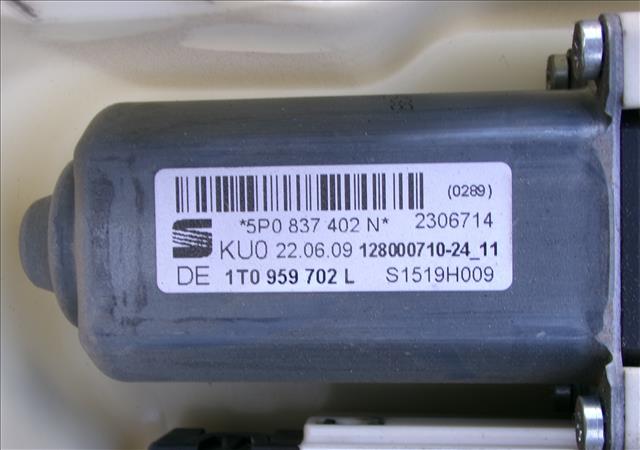 (0289)
*5P0 837 402 N* 2306714
KU0 22.06.09 128000710-24_11
DE 1T0 959 702 L S1519H009